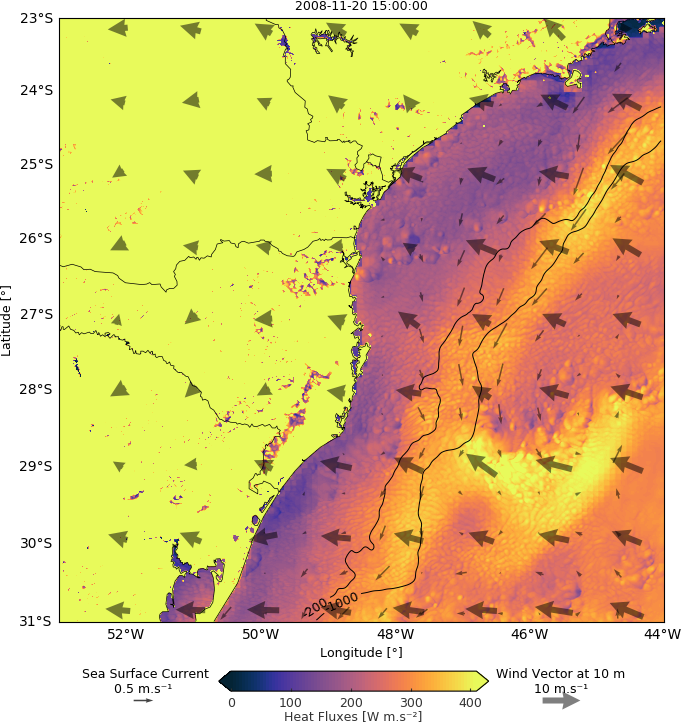 2008-11-20 15:00:00
23°S
24°S
25°S
26°S
27°S
28°S
29°S
30°S
31°S
Latitude [°]
-200
-1000
52°W 50°W 48°W 46°W 44°W
Longitude [°]
Sea Surface Current
0.5 m.s⁻¹
Wind Vector at 10 m
10 m.s⁻¹
0 100 200 300 400
Heat Fluxes [W m.s⁻²]